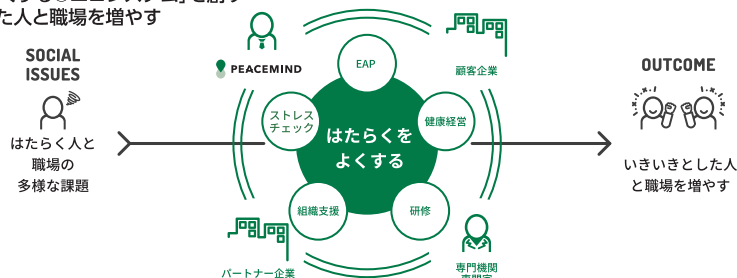 た人と職場を増やす
SOCIAL
ISSUES
はたらく人と
職場の
多様な課題
PEACEMIND
EAP
顧客企業
ストレス
チェック
健康経営
はたらくを
よくする
組織支援
研修
パートナー企業
専門機関
OUTCOME
いきいきとした人
と職場を増やす